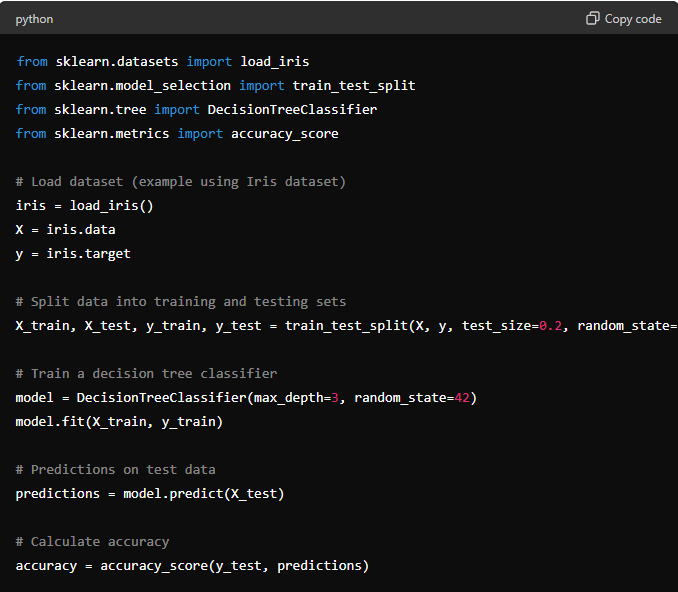 python
Copy code
from sklearn.datasets import load_iris
from sklearn.model_selection import train_test_split
from sklearn.tree import DecisionTreeClassifier
from sklearn.metrics import accuracy_score
# Load dataset (example using Iris dataset)
iris = load_iris()
X = iris.data
y = iris.target
# Split data into training and testing sets
X_train, X_test, y_train, y_test = train_test_split(X, y, test_size=0.2, random_state=
# Train a decision tree classifier
model = DecisionTreeClassifier(max_depth=3, random_state=42)
model.fit(X_train, y_train)
# Predictions on test data
predictions = model.predict(X_test)
# Calculate accuracy
accuracy = accuracy_score(y_test, predictions)